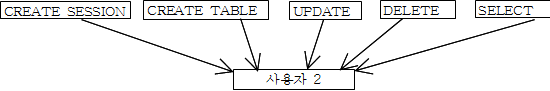 CREATE SESSION CREATE TABLE UPDATE DELETE SELECT
사용자 2